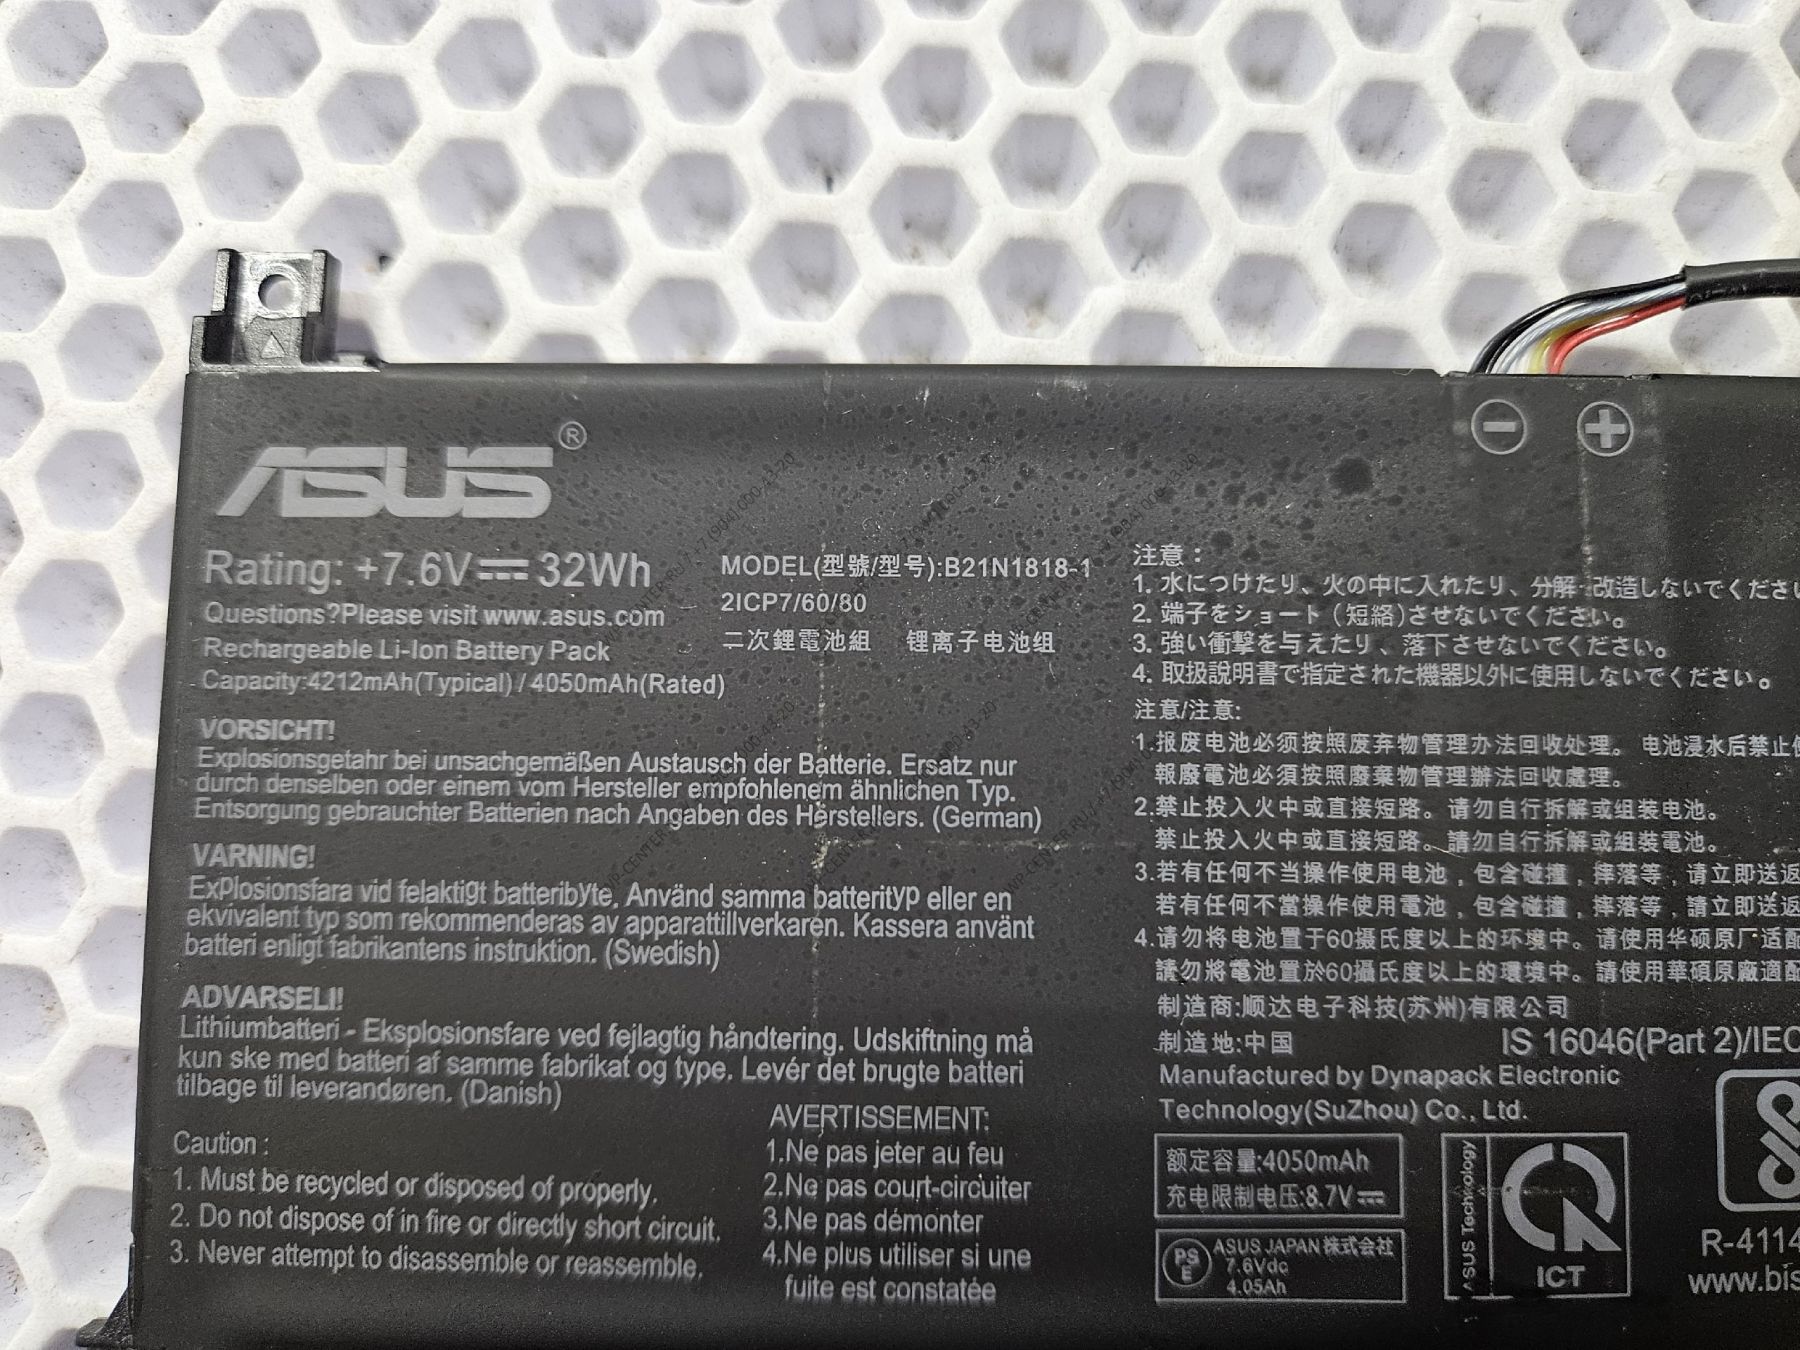 ASUS®
Rating: +7.6V⎓32Wh
Questions?Please visit www.asus.com
Rechargeable Li-Ion Battery Pack
Capacity:4212mAh(Typical) / 4050mAh(Rated)
MODEL(型號/型号):B21N1818-1
2ICP7/60/80
二次鋰電池組 锂离子电池组
VORSICHT!
Explosionsgetahr bei unsachgemäßen Austausch der Batterie. Ersatz nur
durch denselben oder einem vom Hersteller empfohlenem ähnlichen Typ.
Entsorgung gebrauchter Batterien nach Angaben des Herstellers. (German)
VARNING!
Explosionsfara vid felaktigt batteribyte. Använd samma batterityp eller en
ekvivalent typ som rekommenderas av apparattillverkaren. Kassera använt
batteri enligt fabrikantens instruktion. (Swedish)
ADVARSELI!
Lithiumbatteri - Eksplosionsfare ved fejlagtig håndtering. Udskiftning må
kun ske med batteri af samme fabrikat og type. Levér det brugte batteri
tilbage til leverandøren. (Danish)
Caution :
1. Must be recycled or disposed of properly.
2. Do not dispose of in fire or directly short circuit.
3. Never attempt to disassemble or reassemble.
AVERTISSEMENT:
1.Ne pas jeter au feu
2.Ne pas court-circuiter
3.Ne pas démonter
4.Ne plus utiliser si une
fuite est constatée
注意：
1. 水につけたり、火の中に入れたり、分解・改造しないでくださ
2. 端子をショート（短絡）させないでください。
3. 強い衝撃を与えたり、落下させないでください。
4. 取扱説明書で指定された機器以外に使用しないでください。
注意/注意:
1.报废电池必须按照废弃物管理办法回收处理。 电池浸水后禁止
報廢電池必須按照廢棄物管理辦法回收處理。
2.禁止投入火中或直接短路。请勿自行拆解或组装电池。
禁止投入火中或直接短路。請勿自行拆解或組裝電池。
3.若有任何不当操作使用电池，包含碰撞，摔落等，请立即送返
若有任何不當操作使用電池，包含碰撞，摔落等，請立即送返
4.请勿将电池置于60摄氏度以上的环境中。请使用华硕原厂适配
請勿將電池置於60攝氏度以上的環境中。請使用華碩原廠適配
制造商:顺达电子科技(苏州)有限公司
制造地:中国
IS 16046(Part 2)/IEC
Manufactured by Dynapack Electronic
Technology(SuZhou) Co., Ltd.
额定容量:4050mAh
充电限制电压:8.7V⎓
PSE
ASUS JAPAN 株式会社
7.6Vdc
4.05Ah
ASUS Technology
ICT
R-4114
www.bis
WP-CENTER.RU, +7(904)000-43-20